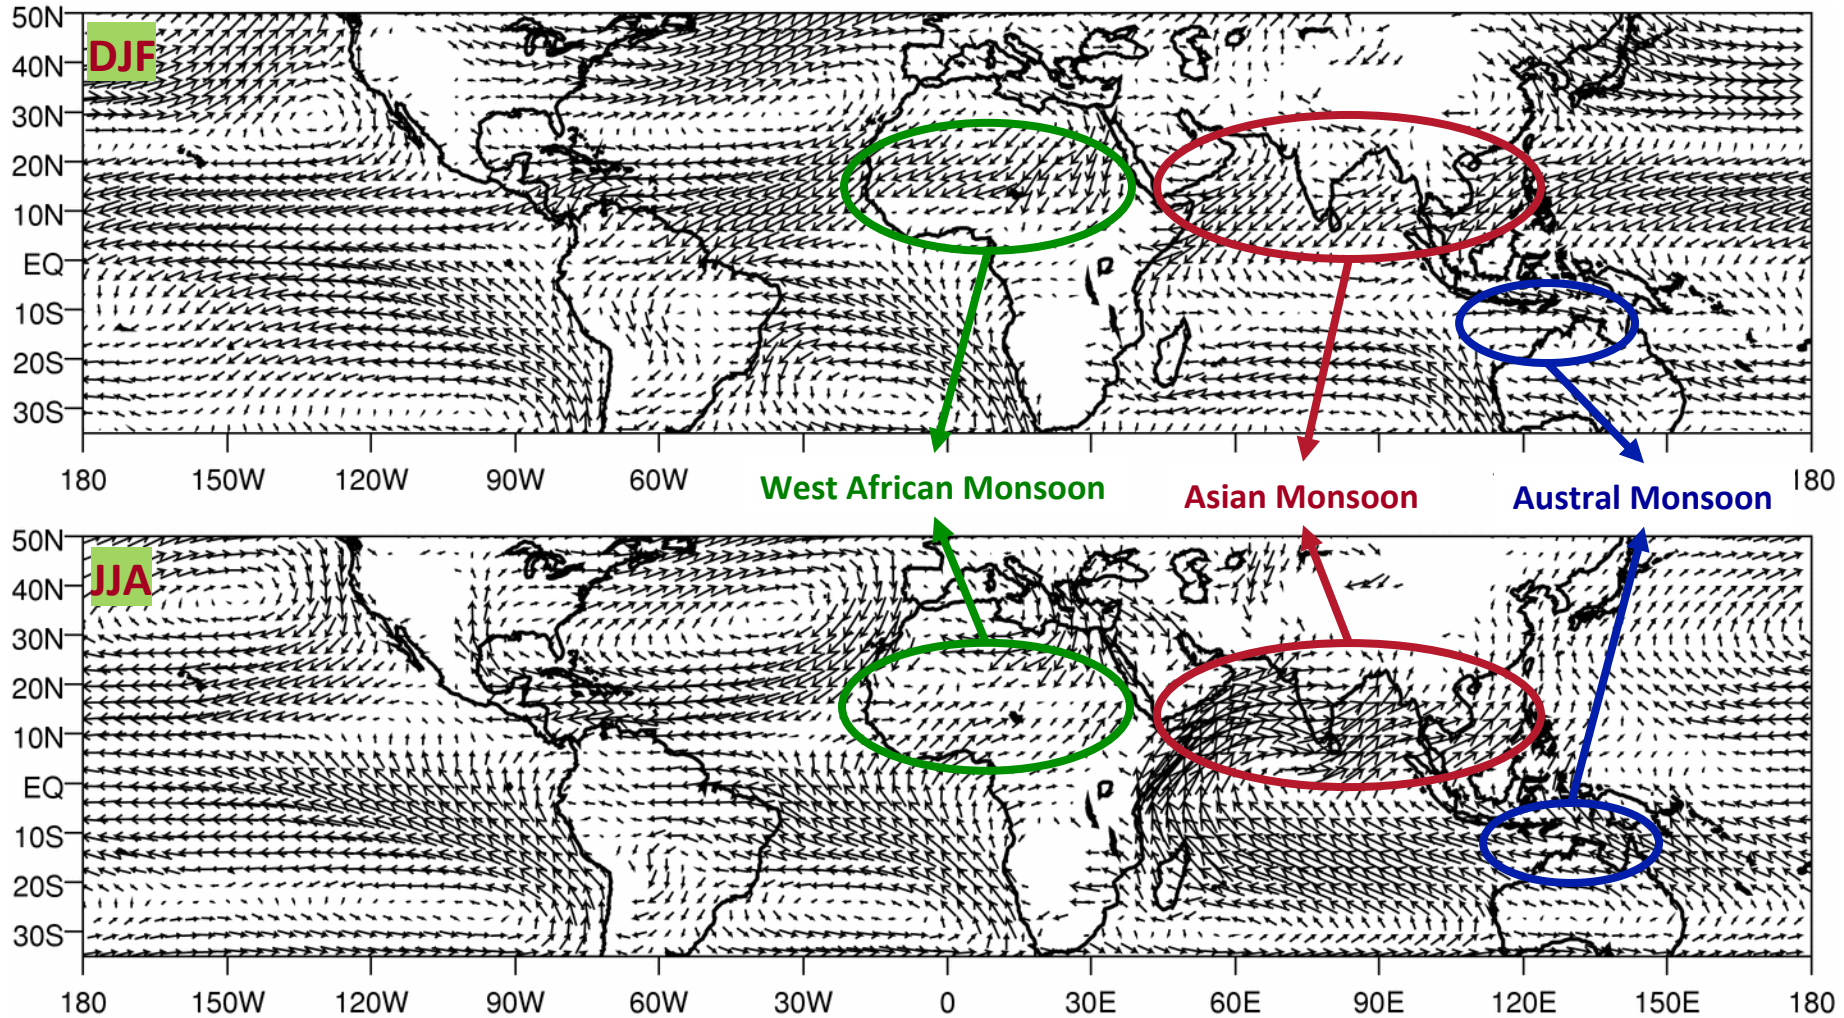 50N
DJF
40N
30N
20N
10N
EQ
10S
20S
30S
180 150W 120W 90W 60W 180
West African Monsoon Asian Monsoon Austral Monsoon
50N
JJA
40N
30N
20N
10N
EQ
10S
20S
30S
180 150W 120W 90W 60W 30W 0 30E 60E 90E 120E 150E 180